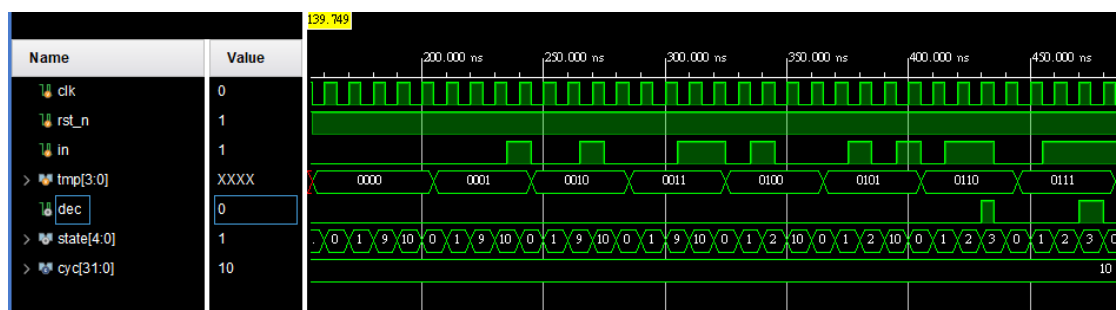 139.749
Name Value 200.000 ns 250.000 ns 300.000 ns 350.000 ns 400.000 ns 450.000 ns
clk 0
rst_n 1
in 1
tmp[3:0] XXXX 0000 0001 0010 0011 0100 0101 0110 0111
dec 0
state[4:0] 1 . 0 1 9 10 0 1 9 10 0 1 9 10 0 1 9 10 0 1 2 10 0 1 2 10 0 1 2 3 0 1 2 3 0
cyc[31:0] 10 10